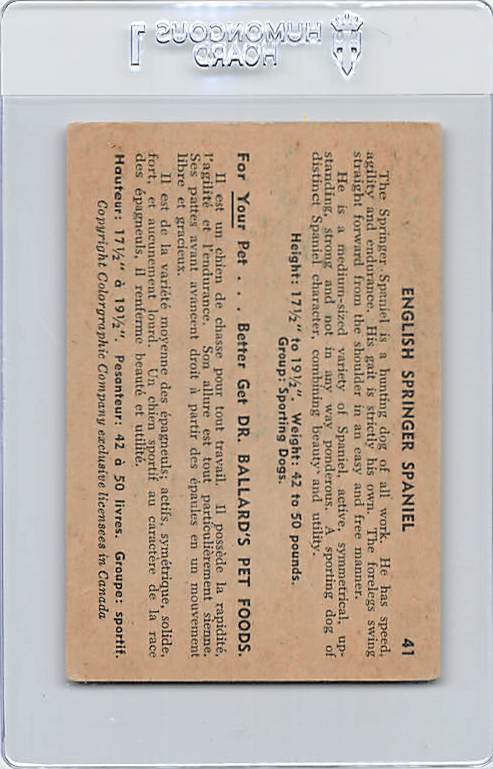 HUMONGOUS
HOARD
ENGLISH SPRINGER SPANIEL 41
The Springer Spaniel is a hunting dog of all work. He has speed,
agility and endurance. His gait is strictly his own. The forelegs swing
straight forward from the shoulder in an easy and free manner.
He is a medium-sized variety of Spaniel, active, symmetrical, up-
standing, strong and not in any way ponderous. A sporting dog of
distinct Spaniel character, combining beauty and utility.
Height: 17½" to 19½". Weight: 42 to 50 pounds.
Group: Sporting Dogs.
For Your Pet . . . Better Get DR. BALLARD'S PET FOODS.
Il est un chien de chasse pour tout travail. Il possède la rapidité,
l'agilité et l'endurance. Son allure est tout particulièrement sienne.
Ses pattes avant avancent droit à partir des épaules en un mouvement
libre et gracieux.
Il est de la variété moyenne des épagneuls; actifs, symétrique, solide,
fort, et aucunement lourd. Un chien sportif au caractère de la race
des épagneuls, il renferme beauté et utilité.
Hauteur: 17½" à 19½". Pesanteur: 42 à 50 livres. Groupe: sportif.
Copyright Colorgraphic Company exclusive licensees in Canada